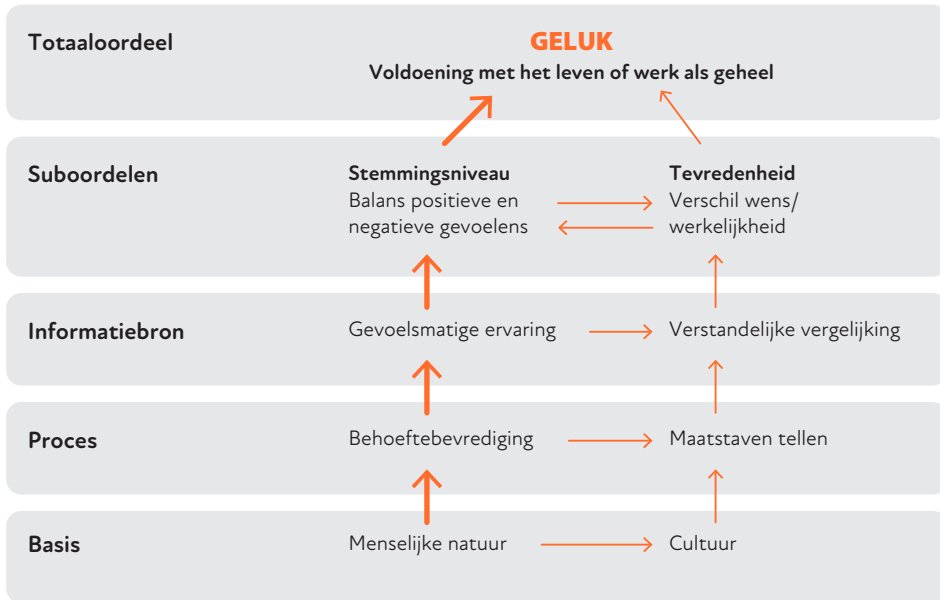 Totaaloordeel
GELUK
Voldoening met het leven of werk als geheel
Suboordelen
Stemmingsniveau
Balans positieve en
negatieve gevoelens
Tevredenheid
Verschil wens/
werkelijkheid
Informatiebron
Gevoelsmatige ervaring
Verstandelijke vergelijking
Proces
Behoeftebevrediging
Maatstaven tellen
Basis
Menselijke natuur
Cultuur